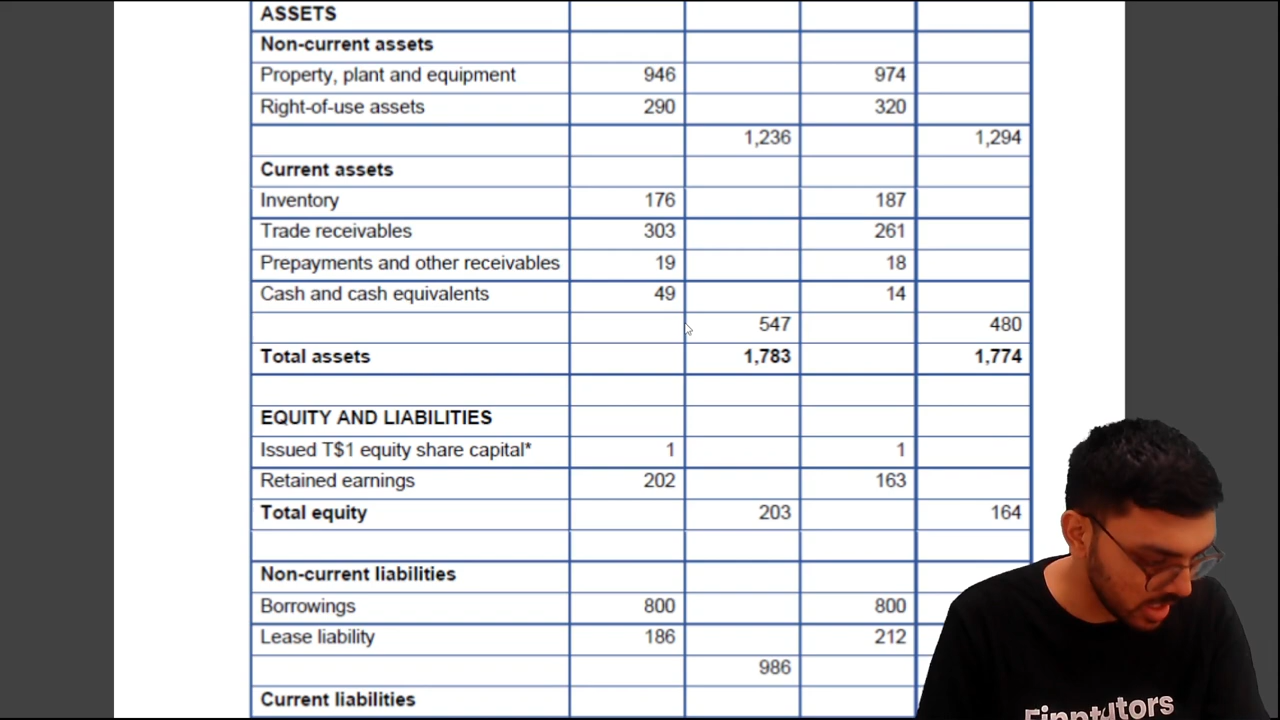 ASSETS
Non-current assets
Property, plant and equipment 946 974
Right-of-use assets 290 320
1,236 1,294
Current assets
Inventory 176 187
Trade receivables 303 261
Prepayments and other receivables 19 18
Cash and cash equivalents 49 14
547 480
Total assets 1,783 1,774
EQUITY AND LIABILITIES
Issued T$1 equity share capital* 1 1
Retained earnings 202 163
Total equity 203 164
Non-current liabilities
Borrowings 800 800
Lease liability 186 212
986
Current liabilities